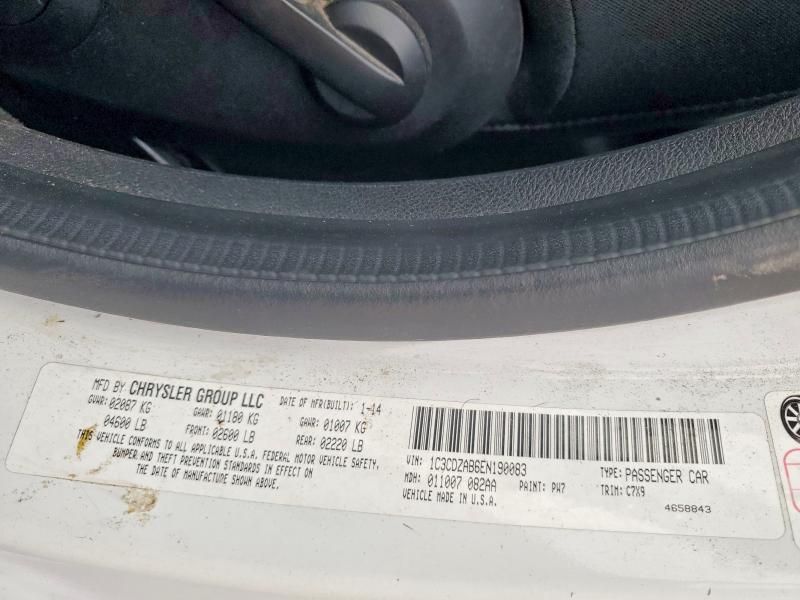 MFD BY CHRYSLER GROUP LLC DATE OF MFR(BUILT): 1-14
GVWR: 02087 KG GAWR: 01180 KG GAWR: 01007 KG
04600 LB FRONT: 02600 LB REAR: 02220 LB
THIS VEHICLE CONFORMS TO ALL APPLICABLE U.S.A. FEDERAL MOTOR VEHICLE SAFETY,
BUMPER AND THEFT PREVENTION STANDARDS IN EFFECT ON
THE DATE OF MANUFACTURE SHOWN ABOVE.
VIN: 1C3CDZAB6EN190083 TYPE: PASSENGER CAR
MDH: 011007 082AA PAINT: PW7 TRIM: C7X9
VEHICLE MADE IN U.S.A. 4658843